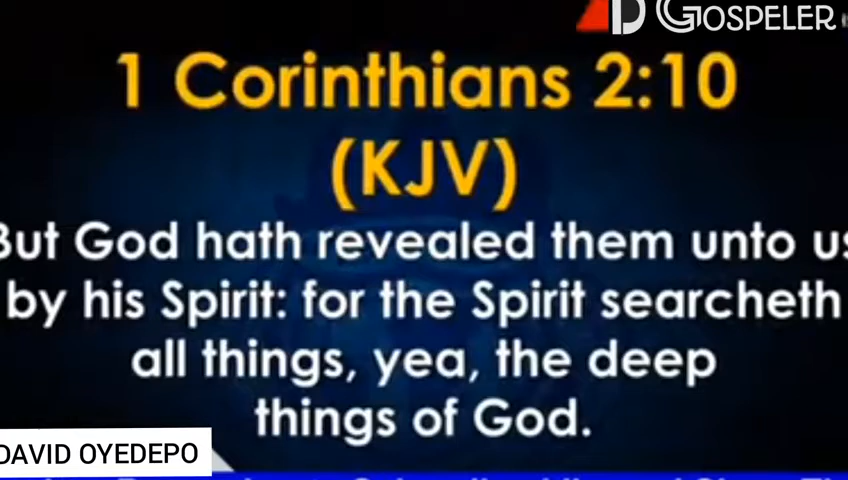 GOSPELER
1 Corinthians 2:10
(KJV)
But God hath revealed them unto us
by his Spirit: for the Spirit searcheth
all things, yea, the deep
things of God.
DAVID OYEDEPO